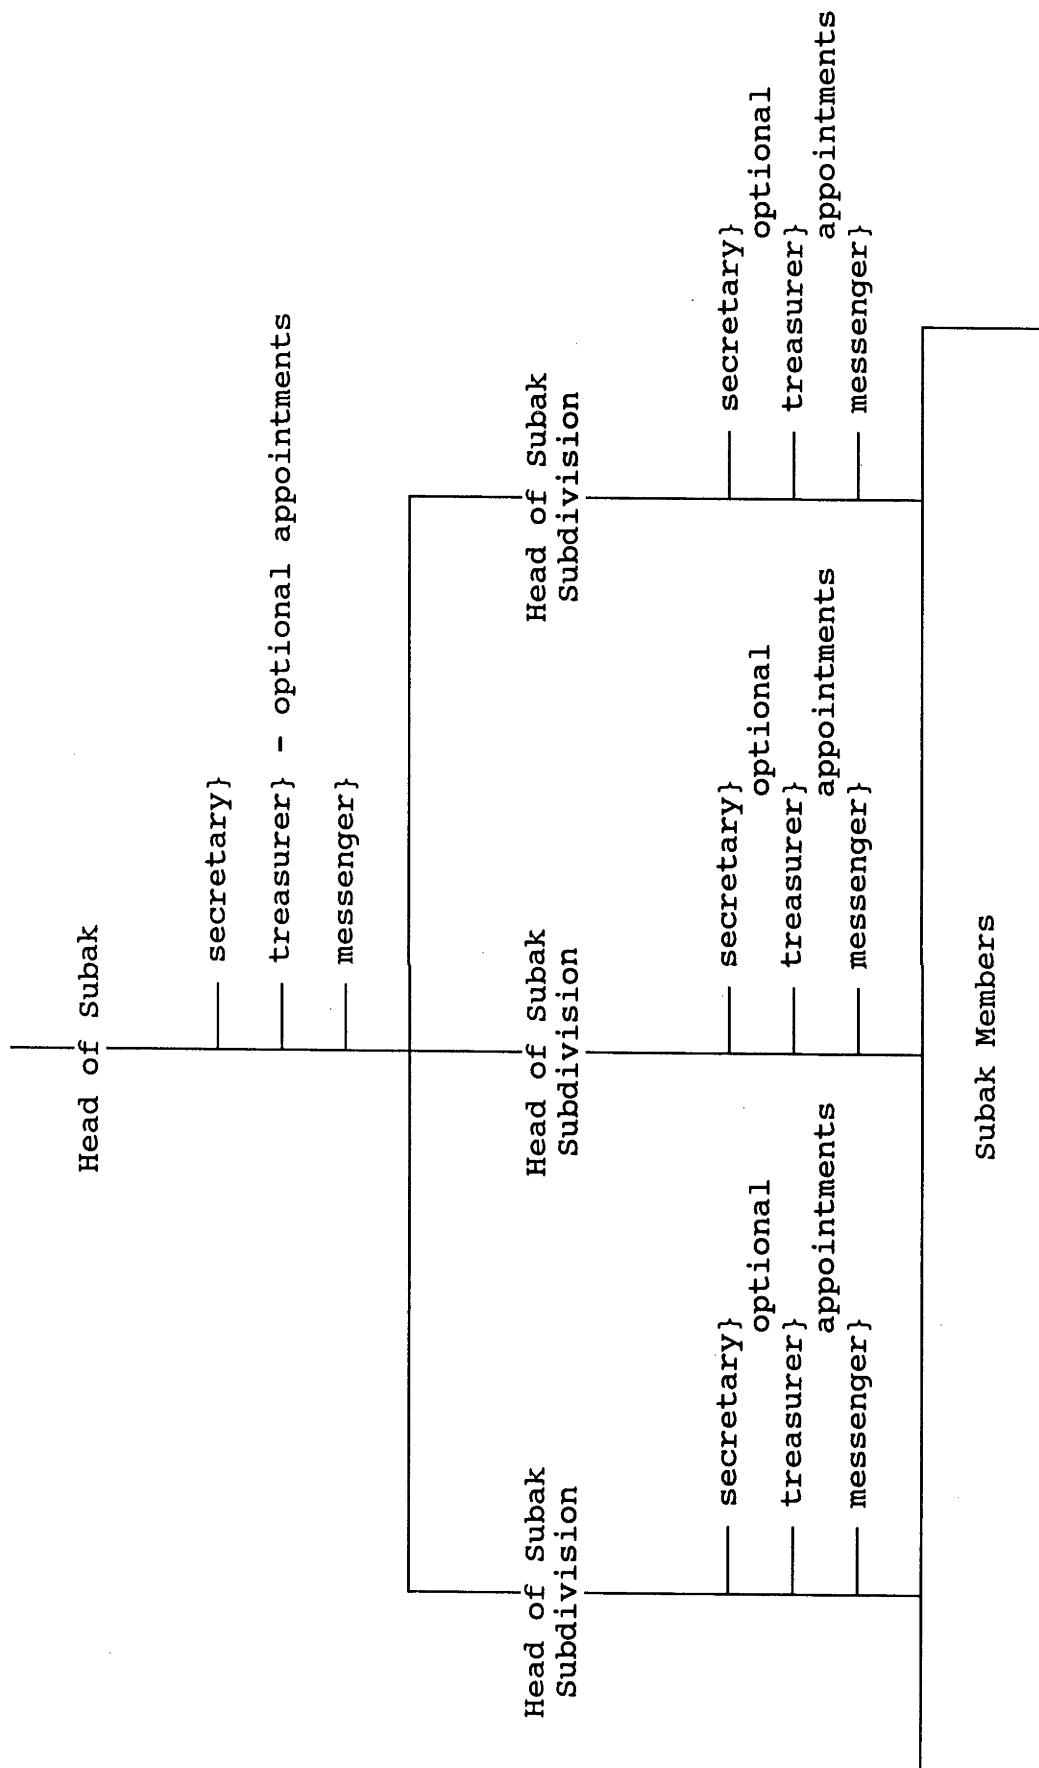 Head of Subak
secretary}
treasurer} - optional appointments
messenger}
Head of Subak
Subdivision
secretary}
optional
treasurer}
appointments
messenger}
Head of Subak
Subdivision
secretary}
optional
treasurer}
appointments
messenger}
Head of Subak
Subdivision
secretary}
optional
treasurer}
appointments
messenger}
Subak Members